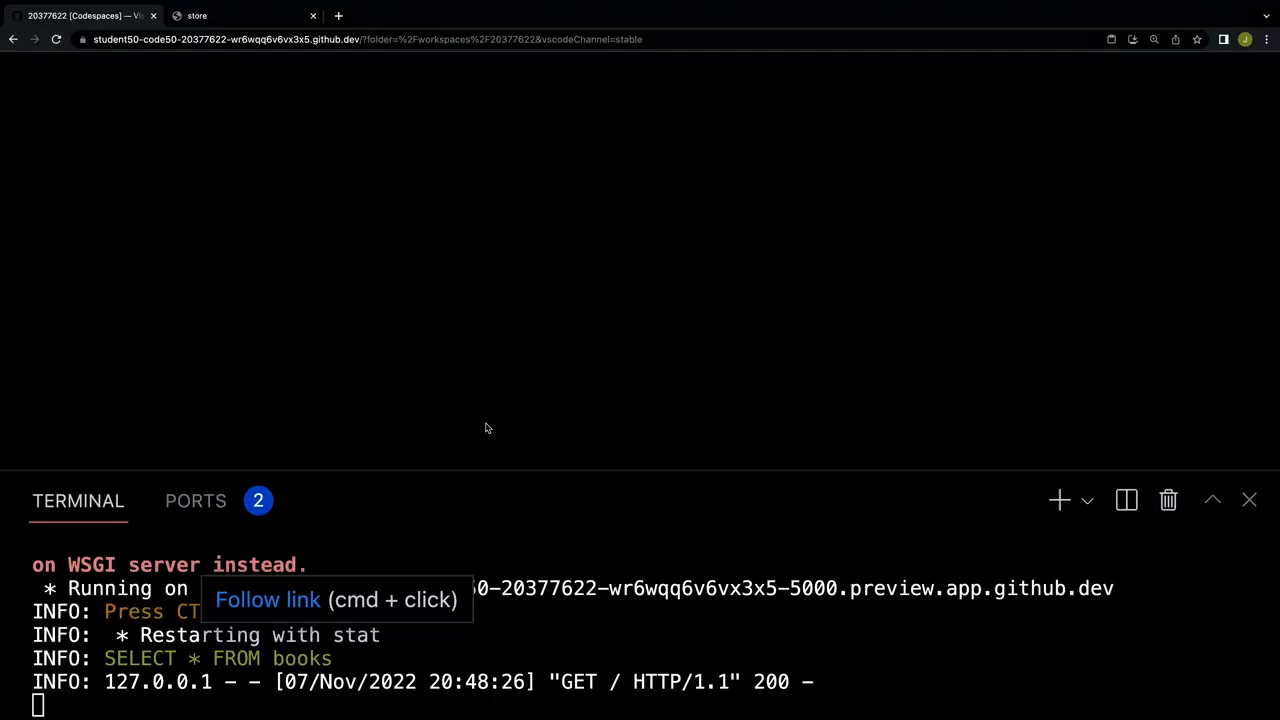 20377622 [Codespaces] — Vi
store
student50-code50-20377622-wr6wqq6v6vx3x5.github.dev/?folder=%2Fworkspaces%2F20377622&vscodeChannel=stable
J
TERMINAL
PORTS
2
on WSGI server instead.
* Running on
0-20377622-wr6wqq6v6vx3x5-5000.preview.app.github.dev
Follow link (cmd + click)
INFO: Press CT
INFO:  * Restarting with stat
INFO: SELECT * FROM books
INFO: 127.0.0.1 - - [07/Nov/2022 20:48:26] "GET / HTTP/1.1" 200 -